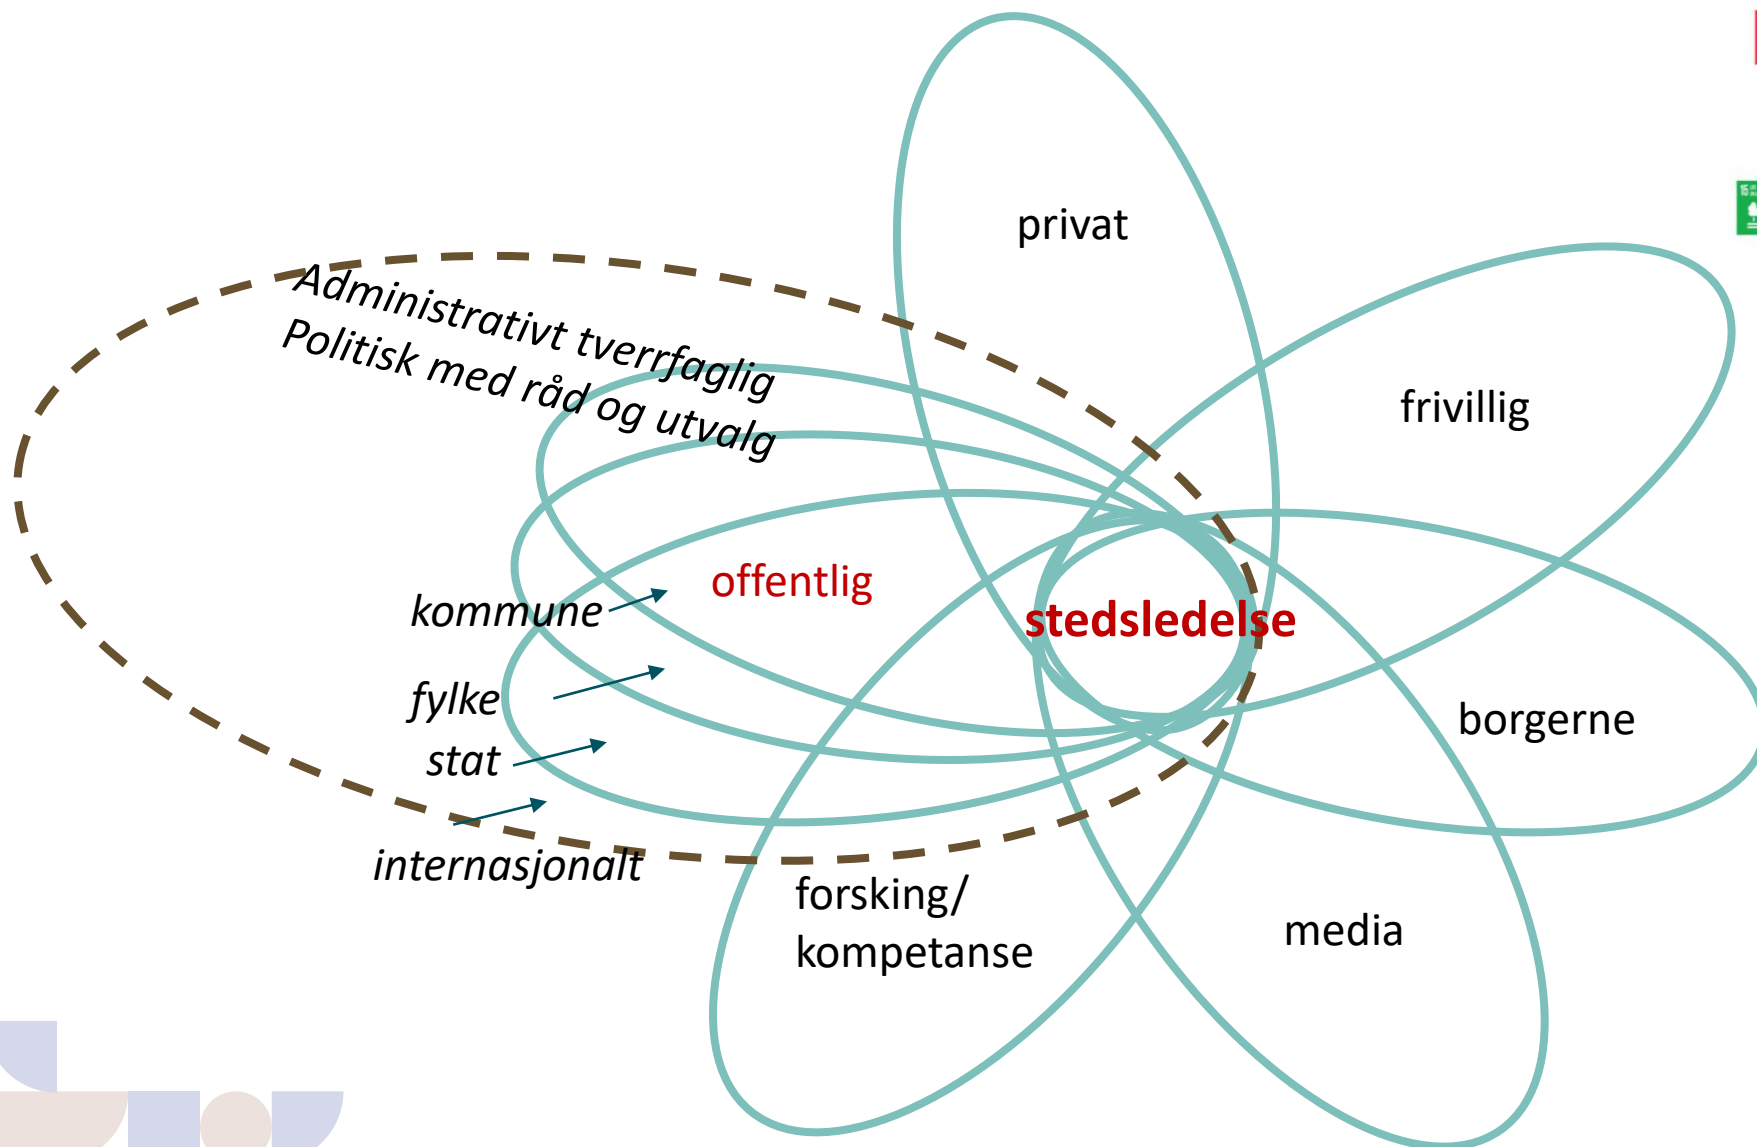 privat
Administrativt tverrfaglig
Politisk med råd og utvalg
frivillig
offentlig
kommune
stedsledelse
fylke
borgerne
stat
internasjonalt
forsking/
kompetanse
media
15